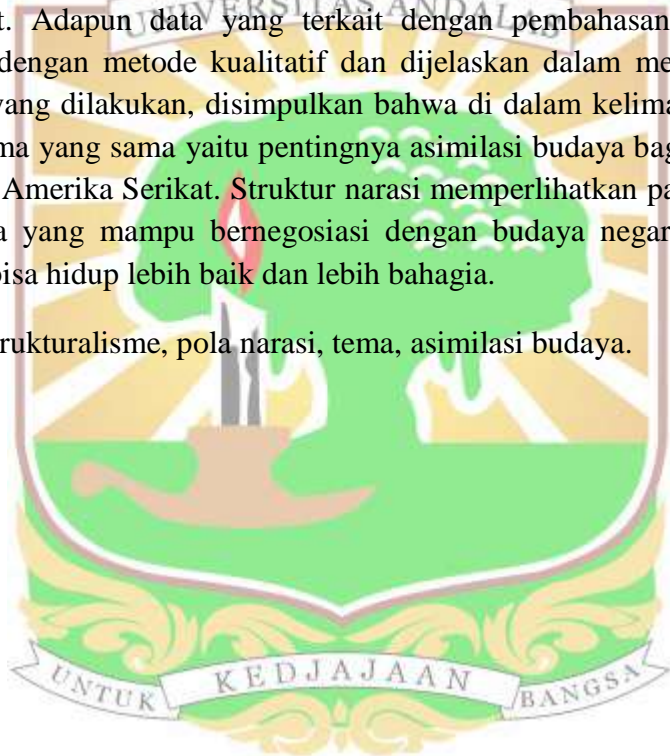 t. Adapun data yang terkait dengan pembahasan
UNIVERSITAS ANDALAS
dengan metode kualitatif dan dijelaskan dalam me
yang dilakukan, disimpulkan bahwa di dalam kelima
ma yang sama yaitu pentingnya asimilasi budaya bag
Amerika Serikat. Struktur narasi memperlihatkan pa
a yang mampu bernegosiasi dengan budaya negar
bisa hidup lebih baik dan lebih bahagia.
rukturalisme, pola narasi, tema, asimilasi budaya.
UNTUK KEDJAJAAN BANGSA